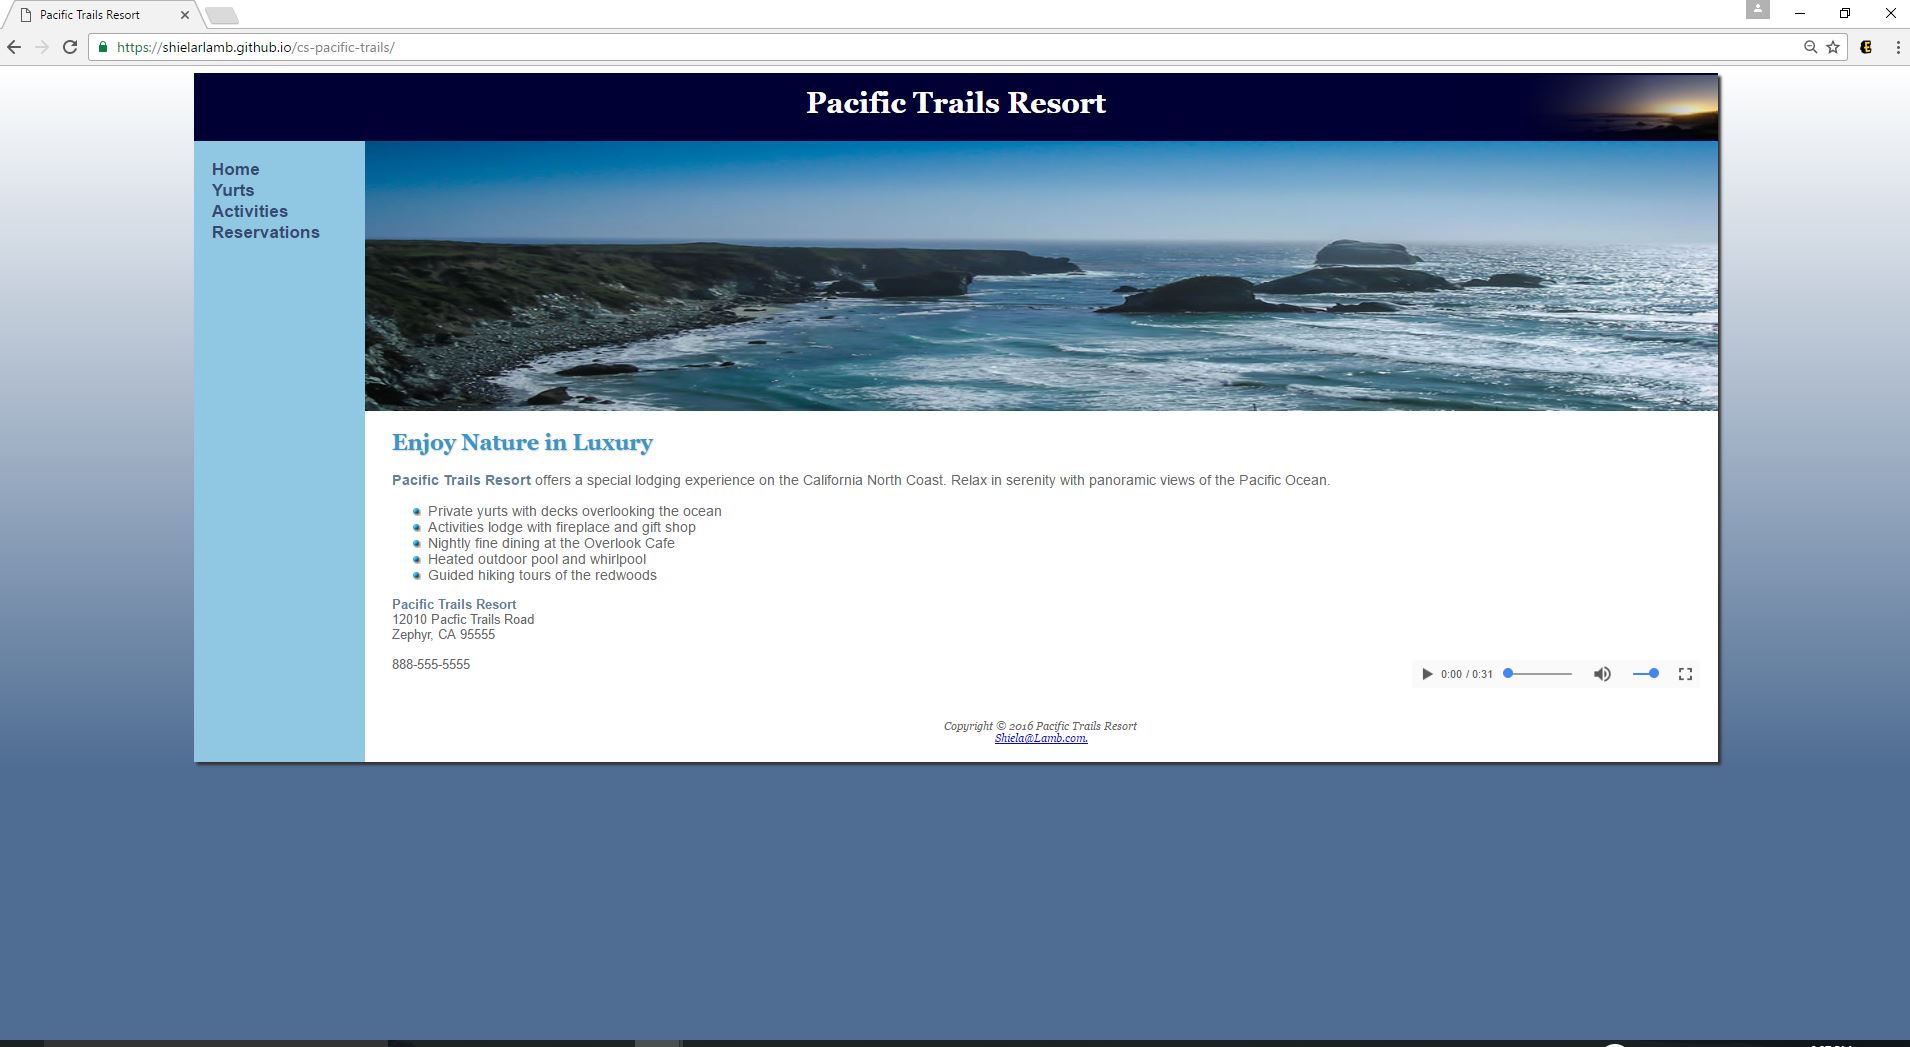 Pacific Trails Resort
https://shielarlamb.github.io/cs-pacific-trails/
Pacific Trails Resort
Home
Yurts
Activities
Reservations
Enjoy Nature in Luxury
Pacific Trails Resort offers a special lodging experience on the California North Coast. Relax in serenity with panoramic views of the Pacific Ocean.
Private yurts with decks overlooking the ocean
Activities lodge with fireplace and gift shop
Nightly fine dining at the Overlook Cafe
Heated outdoor pool and whirlpool
Guided hiking tours of the redwoods
Pacific Trails Resort
12010 Pacfic Trails Road
Zephyr, CA 95555
888-555-5555
0:00 / 0:31
Copyright © 2016 Pacific Trails Resort
Shiela@Lamb.com.